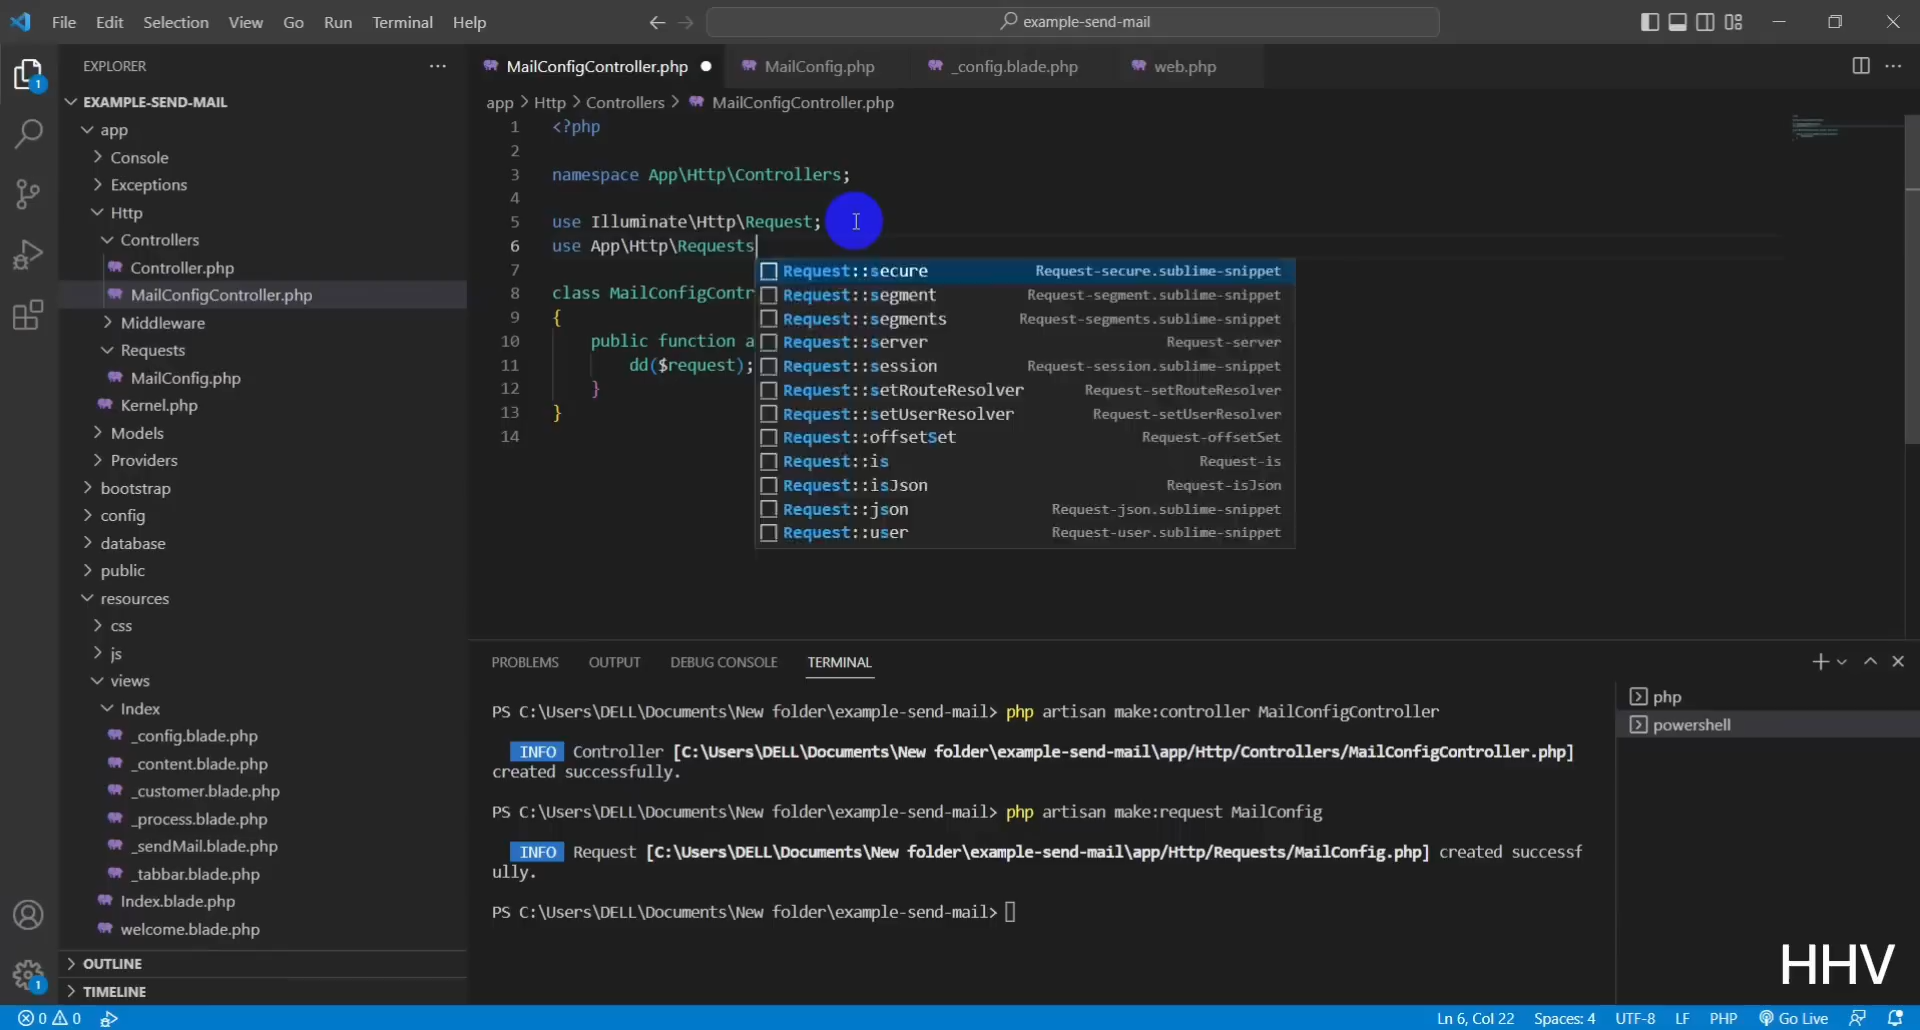 File Edit Selection View Go Run Terminal Help
example-send-mail
EXPLORER
EXAMPLE-SEND-MAIL
app
Console
Exceptions
Http
Controllers
Controller.php
MailConfigController.php
Middleware
Requests
MailConfig.php
Kernel.php
Models
Providers
bootstrap
config
database
public
resources
css
js
views
Index
_config.blade.php
_content.blade.php
_customer.blade.php
_process.blade.php
_sendMail.blade.php
_tabbar.blade.php
Index.blade.php
welcome.blade.php
OUTLINE
TIMELINE
MailConfigController.php MailConfig.php _config.blade.php web.php
app > Http > Controllers > MailConfigController.php
1 <?php
2
3 namespace App\Http\Controllers;
4
5 use Illuminate\Http\Request;
6 use App\Http\Requests
7
8 class MailConfigContr
9 {
10 public function a
11 dd($request);
12 }
13 }
14
Request::secure Request-secure.sublime-snippet
Request::segment Request-segment.sublime-snippet
Request::segments Request-segments.sublime-snippet
Request::server Request-server
Request::session Request-session.sublime-snippet
Request::setRouteResolver Request-setRouteResolver
Request::setUserResolver Request-setUserResolver
Request::offsetSet Request-offsetSet
Request::is Request-is
Request::isJson Request-isJson
Request::json Request-json.sublime-snippet
Request::user Request-user.sublime-snippet
PROBLEMS OUTPUT DEBUG CONSOLE TERMINAL
PS C:\Users\DELL\Documents\New folder\example-send-mail> php artisan make:controller MailConfigController
INFO Controller [C:\Users\DELL\Documents\New folder\example-send-mail\app/Http/Controllers/MailConfigController.php]
created successfully.
PS C:\Users\DELL\Documents\New folder\example-send-mail> php artisan make:request MailConfig
INFO Request [C:\Users\DELL\Documents\New folder\example-send-mail\app/Http/Requests/MailConfig.php] created successf
ully.
PS C:\Users\DELL\Documents\New folder\example-send-mail>
php
powershell
HHV
1
1
0 0
Ln 6, Col 22 Spaces: 4 UTF-8 LF PHP Go Live